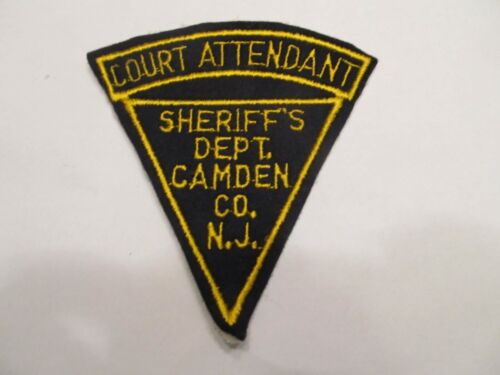 COURT ATTENDANT
SHERIFF'S
DEPT.
CAMDEN
CO.
N.J.